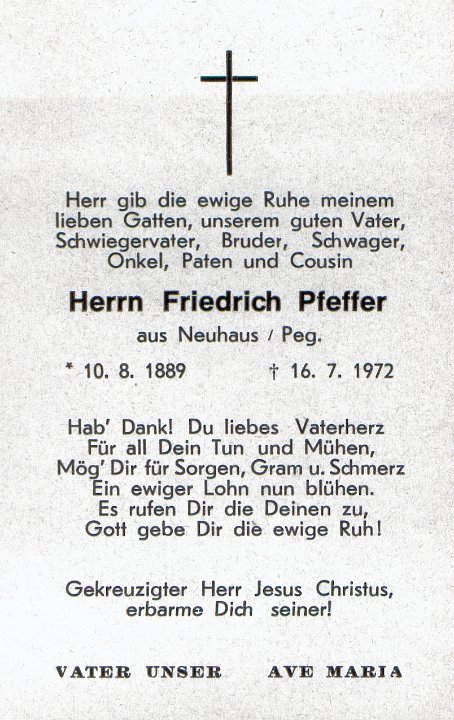 Herr gib die ewige Ruhe meinem
lieben Gatten, unserem guten Vater,
Schwiegervater, Bruder, Schwager,
Onkel, Paten und Cousin
Herrn Friedrich Pfeffer
aus Neuhaus / Peg.
* 10. 8. 1889 † 16. 7. 1972
Hab' Dank! Du liebes Vaterherz
Für all Dein Tun und Mühen,
Mög' Dir für Sorgen, Gram u. Schmerz
Ein ewiger Lohn nun blühen.
Es rufen Dir die Deinen zu,
Gott gebe Dir die ewige Ruh!
Gekreuzigter Herr Jesus Christus,
erbarme Dich seiner!
VATER UNSER AVE MARIA